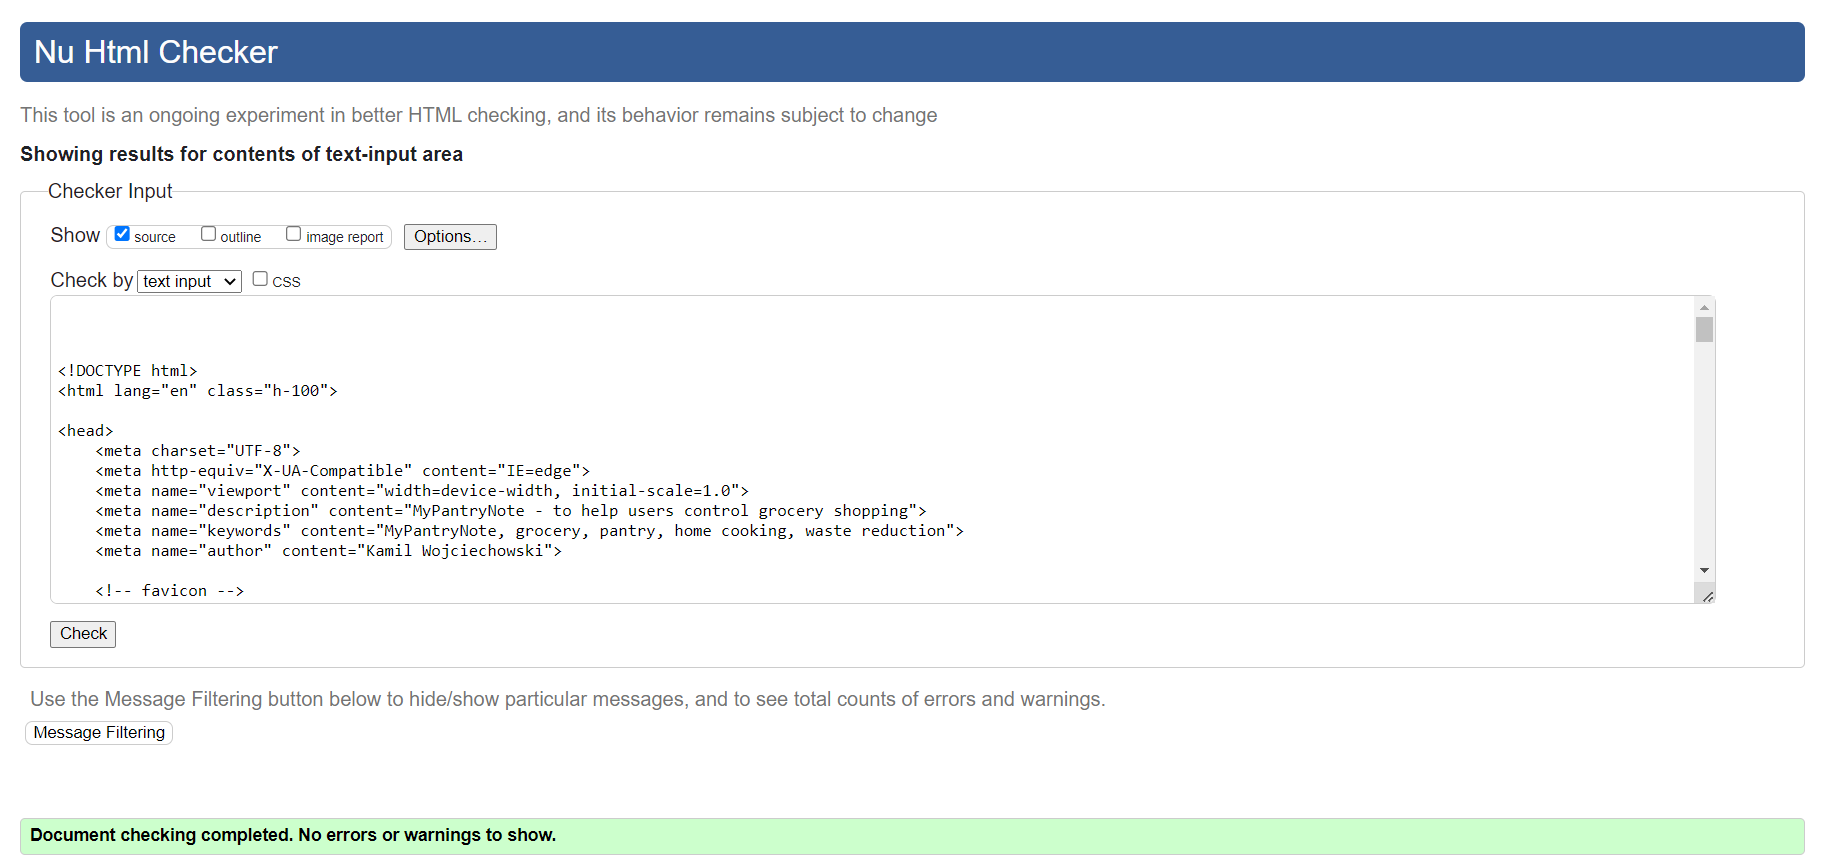 Nu Html Checker
This tool is an ongoing experiment in better HTML checking, and its behavior remains subject to change
Showing results for contents of text-input area
Checker Input
Show source outline image report Options...
Check by text input CSS
<!DOCTYPE html>
<html lang="en" class="h-100">
<head>
    <meta charset="UTF-8">
    <meta http-equiv="X-UA-Compatible" content="IE=edge">
    <meta name="viewport" content="width=device-width, initial-scale=1.0">
    <meta name="description" content="MyPantryNote - to help users control grocery shopping">
    <meta name="keywords" content="MyPantryNote, grocery, pantry, home cooking, waste reduction">
    <meta name="author" content="Kamil Wojciechowski">
    <!-- favicon -->
Check
Use the Message Filtering button below to hide/show particular messages, and to see total counts of errors and warnings.
Message Filtering
Document checking completed. No errors or warnings to show.